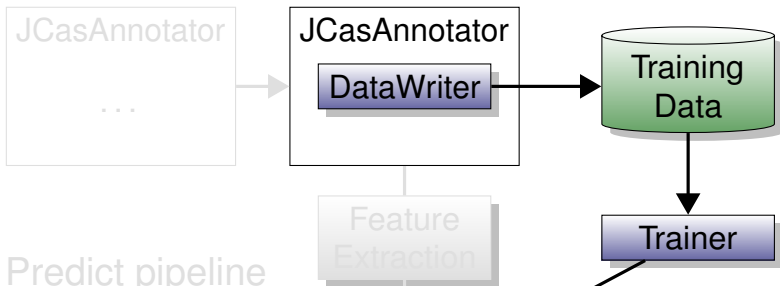 JCasAnnotator
...
JCasAnnotator
DataWriter
Training
Data
Feature
Extraction
Trainer
Predict pipeline